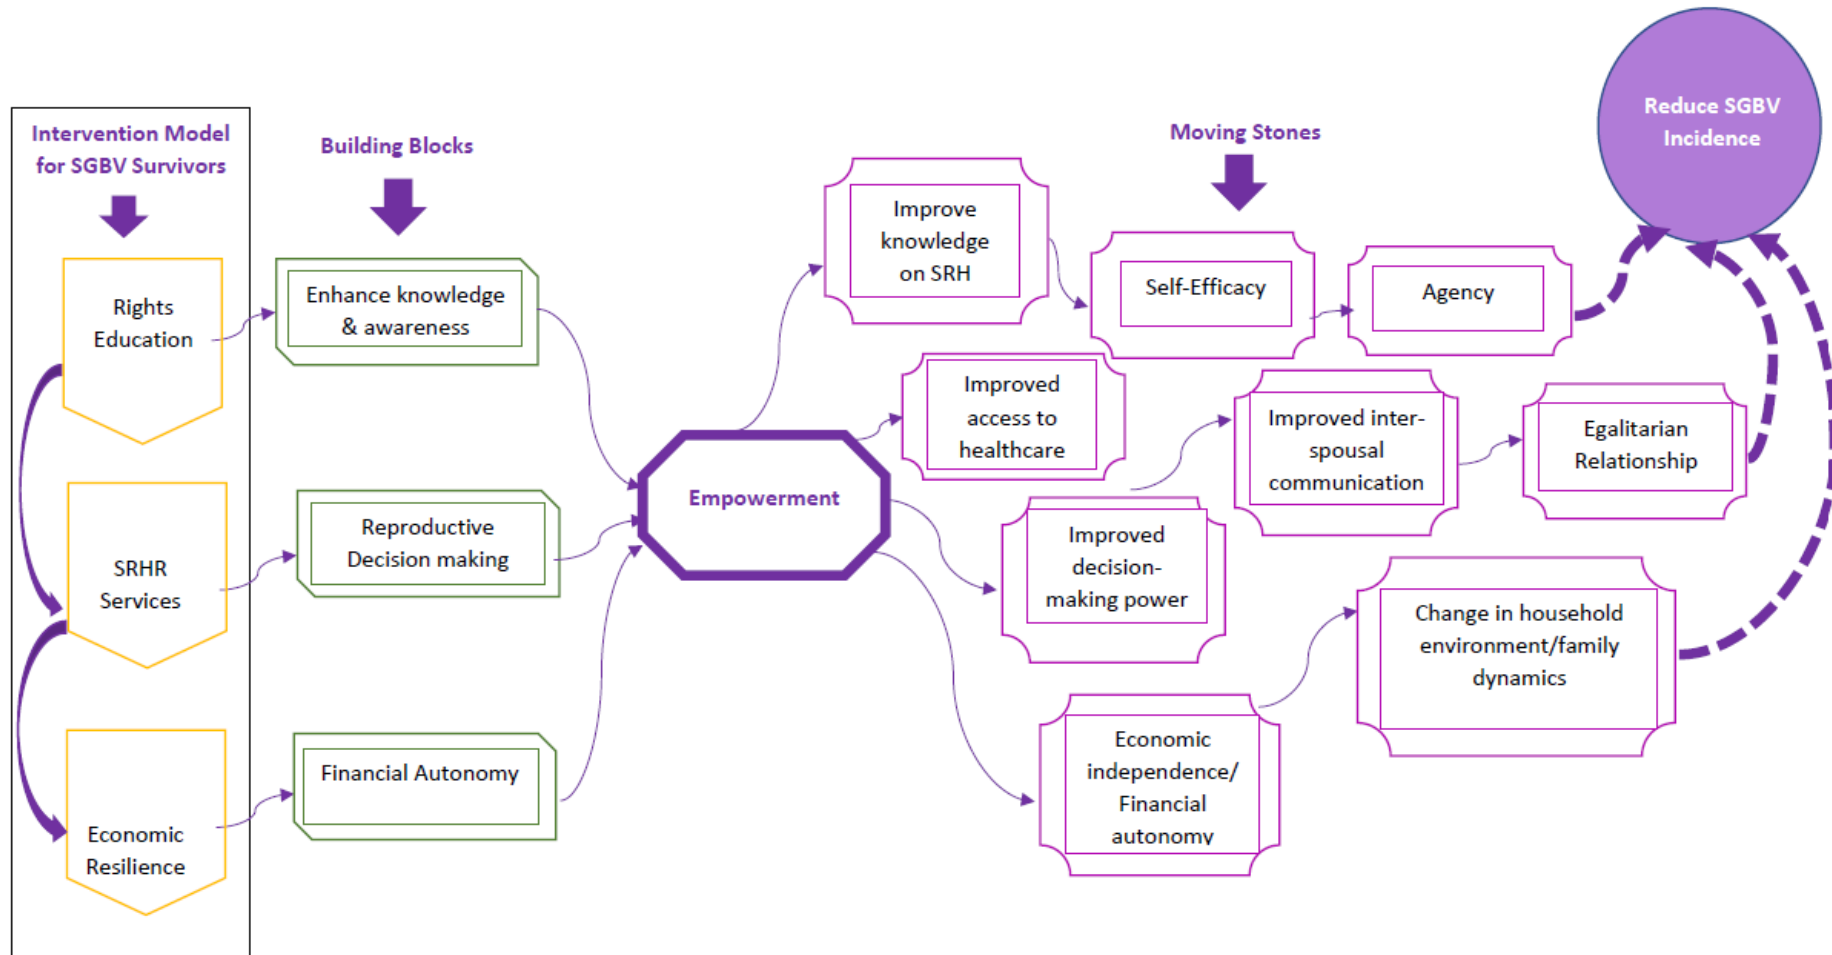 Intervention Model
for SGBV Survivors
Building Blocks
Moving Stones
Reduce SGBV
Incidence
Rights
Education
Enhance knowledge
& awareness
Improve
knowledge
on SRH
Self-Efficacy
Agency
Improved
access to
healthcare
Improved inter-
spousal
communication
Egalitarian
Relationship
SRHR
Services
Reproductive
Decision making
Empowerment
Improved
decision-
making power
Change in household
environment/family
dynamics
Economic
Resilience
Financial Autonomy
Economic
independence/
Financial
autonomy